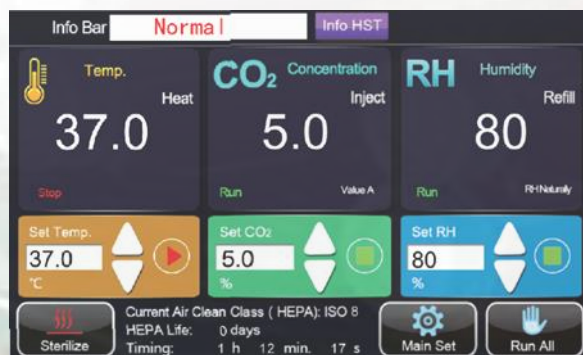 Info Bar Normal Info HST
Temp.
Heat
37.0
Stop
CO₂ Concentration
Inject
5.0
Run Value A
RH Humidity
Refill
80
Run RH Naturally
Set Temp.
37.0
°C
Set CO₂
5.0
%
Set RH
80
%
Sterilize
Current Air Clean Class ( HEPA): ISO 8
HEPA Life: 0 days
Timing: 1 h 12 min. 17 s
Main Set
Run All